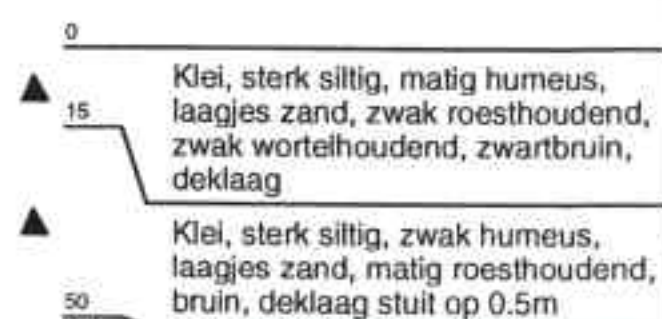 0
Klei, sterk siltig, matig humeus,
15
laagjes zand, zwak roesthoudend,
zwak wortelhoudend, zwartbruin,
deklaag
Klei, sterk siltig, zwak humeus,
laagjes zand, matig roesthoudend,
50
bruin, deklaag stuit op 0.5m